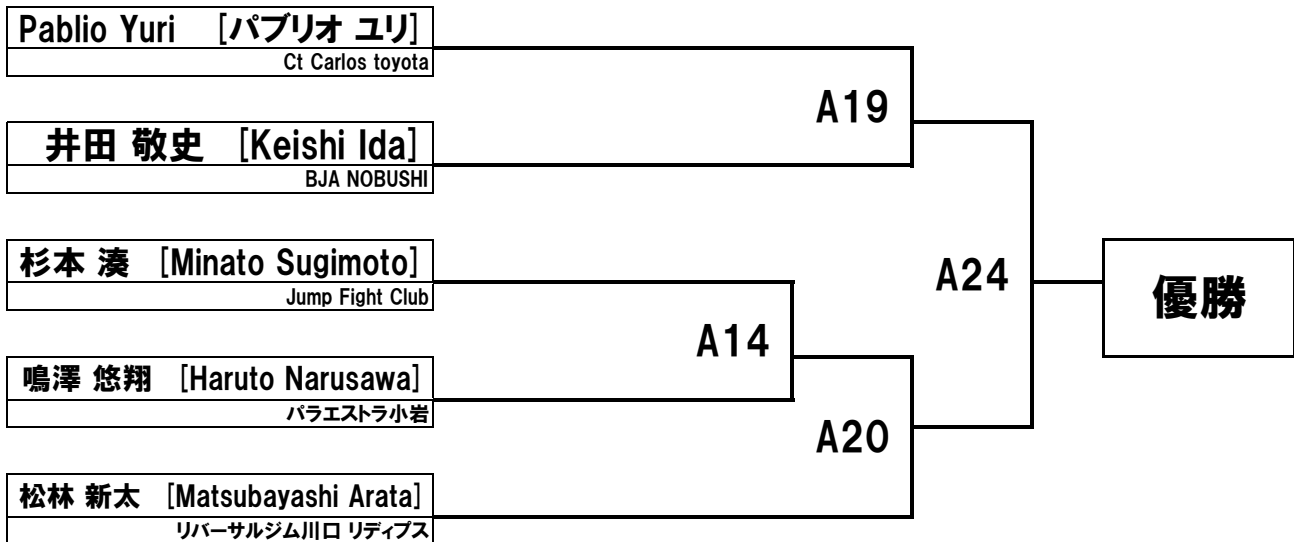 Pablio Yuri [パブリオ ユリ]
Ct Carlos toyota
A19
井田 敬史 [Keishi Ida]
BJA NOBUSHI
杉本 湊 [Minato Sugimoto]
Jump Fight Club
A24
優勝
A14
鳴澤 悠翔 [Haruto Narusawa]
パラエストラ小岩
A20
松林 新太 [Matsubayashi Arata]
リバーサルジム川口 リディプス